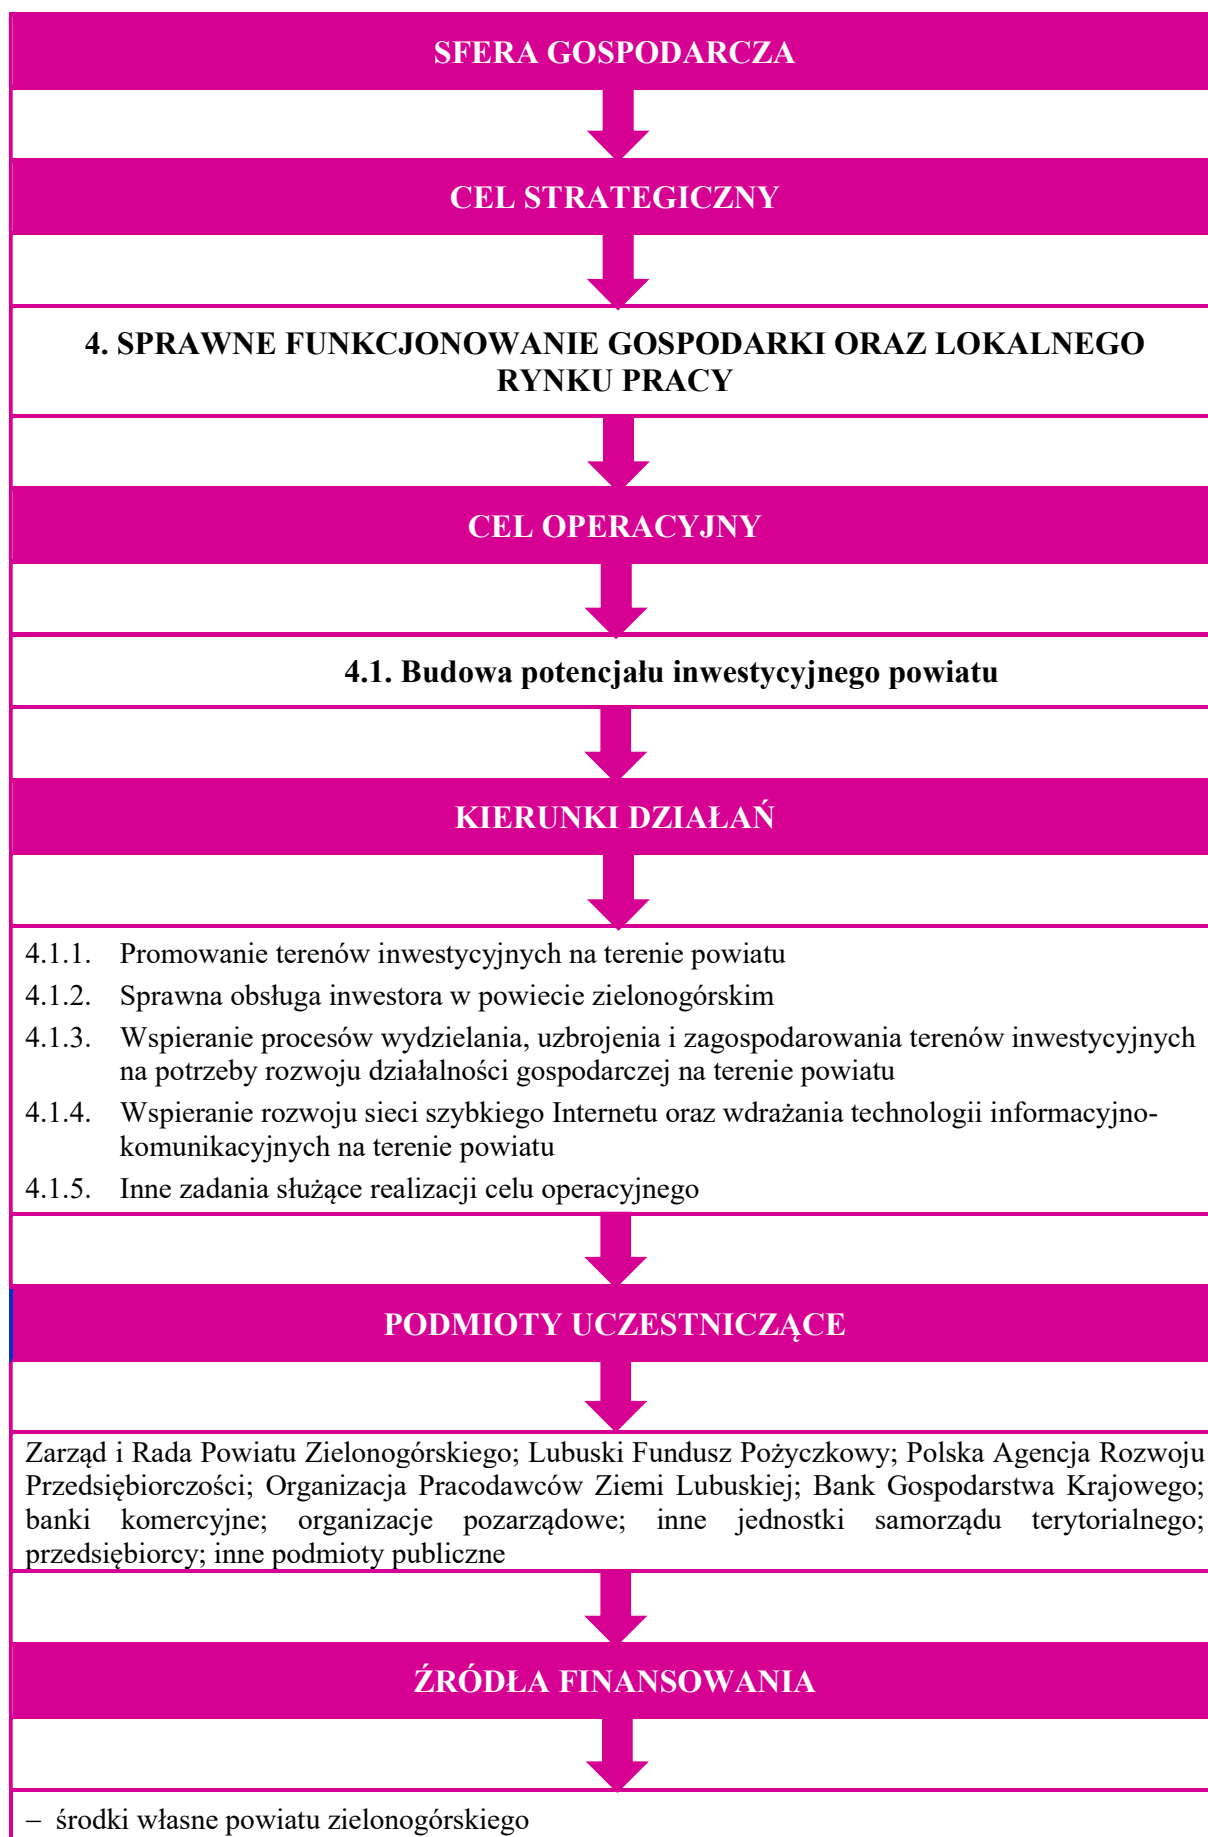 SFERA GOSPODARCZA
CEL STRATEGICZNY
4. SPRAWNE FUNKCJONOWANIE GOSPODARKI ORAZ LOKALNEGO
RYNKU PRACY
CEL OPERACYJNY
4.1. Budowa potencjału inwestycyjnego powiatu
KIERUNKI DZIAŁAŃ
4.1.1. Promowanie terenów inwestycyjnych na terenie powiatu
4.1.2. Sprawna obsługa inwestora w powiecie zielonogórskim
4.1.3. Wspieranie procesów wydzielania, uzbrojenia i zagospodarowania terenów inwestycyjnych
na potrzeby rozwoju działalności gospodarczej na terenie powiatu
4.1.4. Wspieranie rozwoju sieci szybkiego Internetu oraz wdrażania technologii informacyjno-
komunikacyjnych na terenie powiatu
4.1.5. Inne zadania służące realizacji celu operacyjnego
PODMIOTY UCZESTNICZĄCE
Zarząd i Rada Powiatu Zielonogórskiego; Lubuski Fundusz Pożyczkowy; Polska Agencja Rozwoju
Przedsiębiorczości; Organizacja Pracodawców Ziemi Lubuskiej; Bank Gospodarstwa Krajowego;
banki komercyjne; organizacje pozarządowe; inne jednostki samorządu terytorialnego;
przedsiębiorcy; inne podmioty publiczne
ŹRÓDŁA FINANSOWANIA
– środki własne powiatu zielonogórskiego